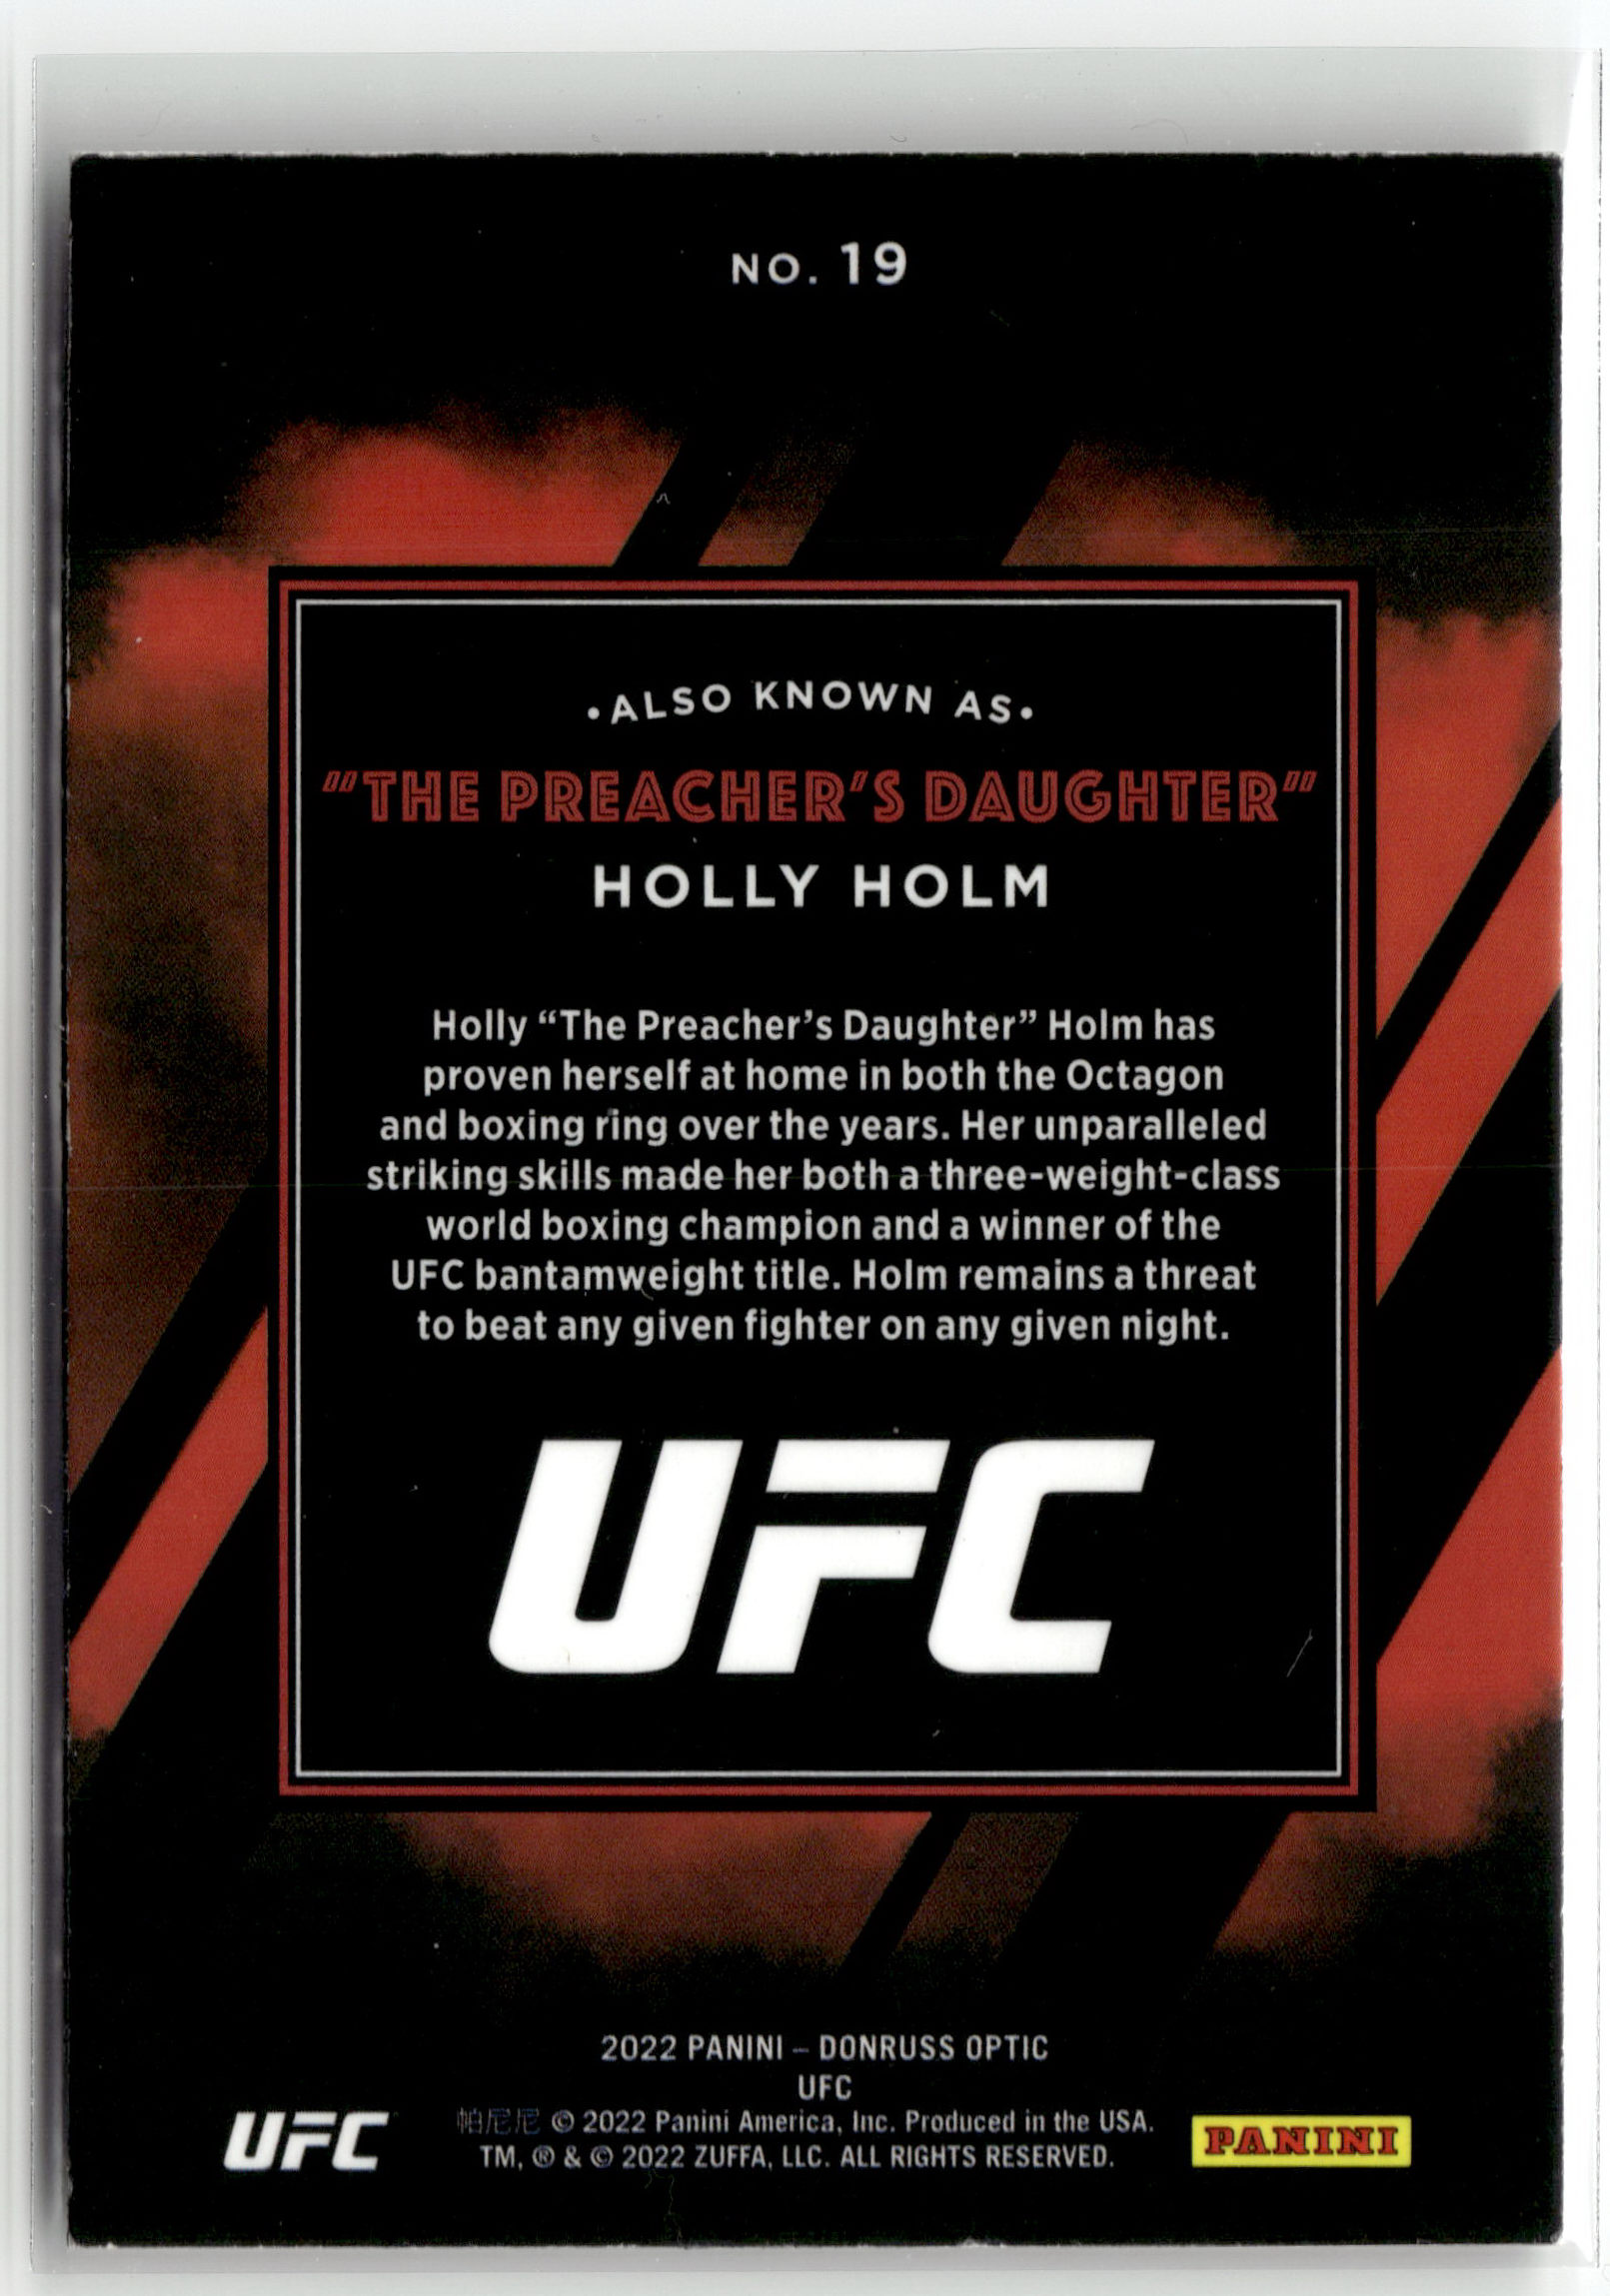 NO. 19
•ALSO KNOWN AS•
"THE PREACHER'S DAUGHTER"
HOLLY HOLM
Holly “The Preacher’s Daughter” Holm has
proven herself at home in both the Octagon
and boxing ring over the years. Her unparalleled
striking skills made her both a three-weight-class
world boxing champion and a winner of the
UFC bantamweight title. Holm remains a threat
to beat any given fighter on any given night.
UFC
2022 PANINI – DONRUSS OPTIC
UFC
帕尼尼 © 2022 Panini America, Inc. Produced in the USA.
TM, ® & © 2022 ZUFFA, LLC. ALL RIGHTS RESERVED.
UFC
PANINI